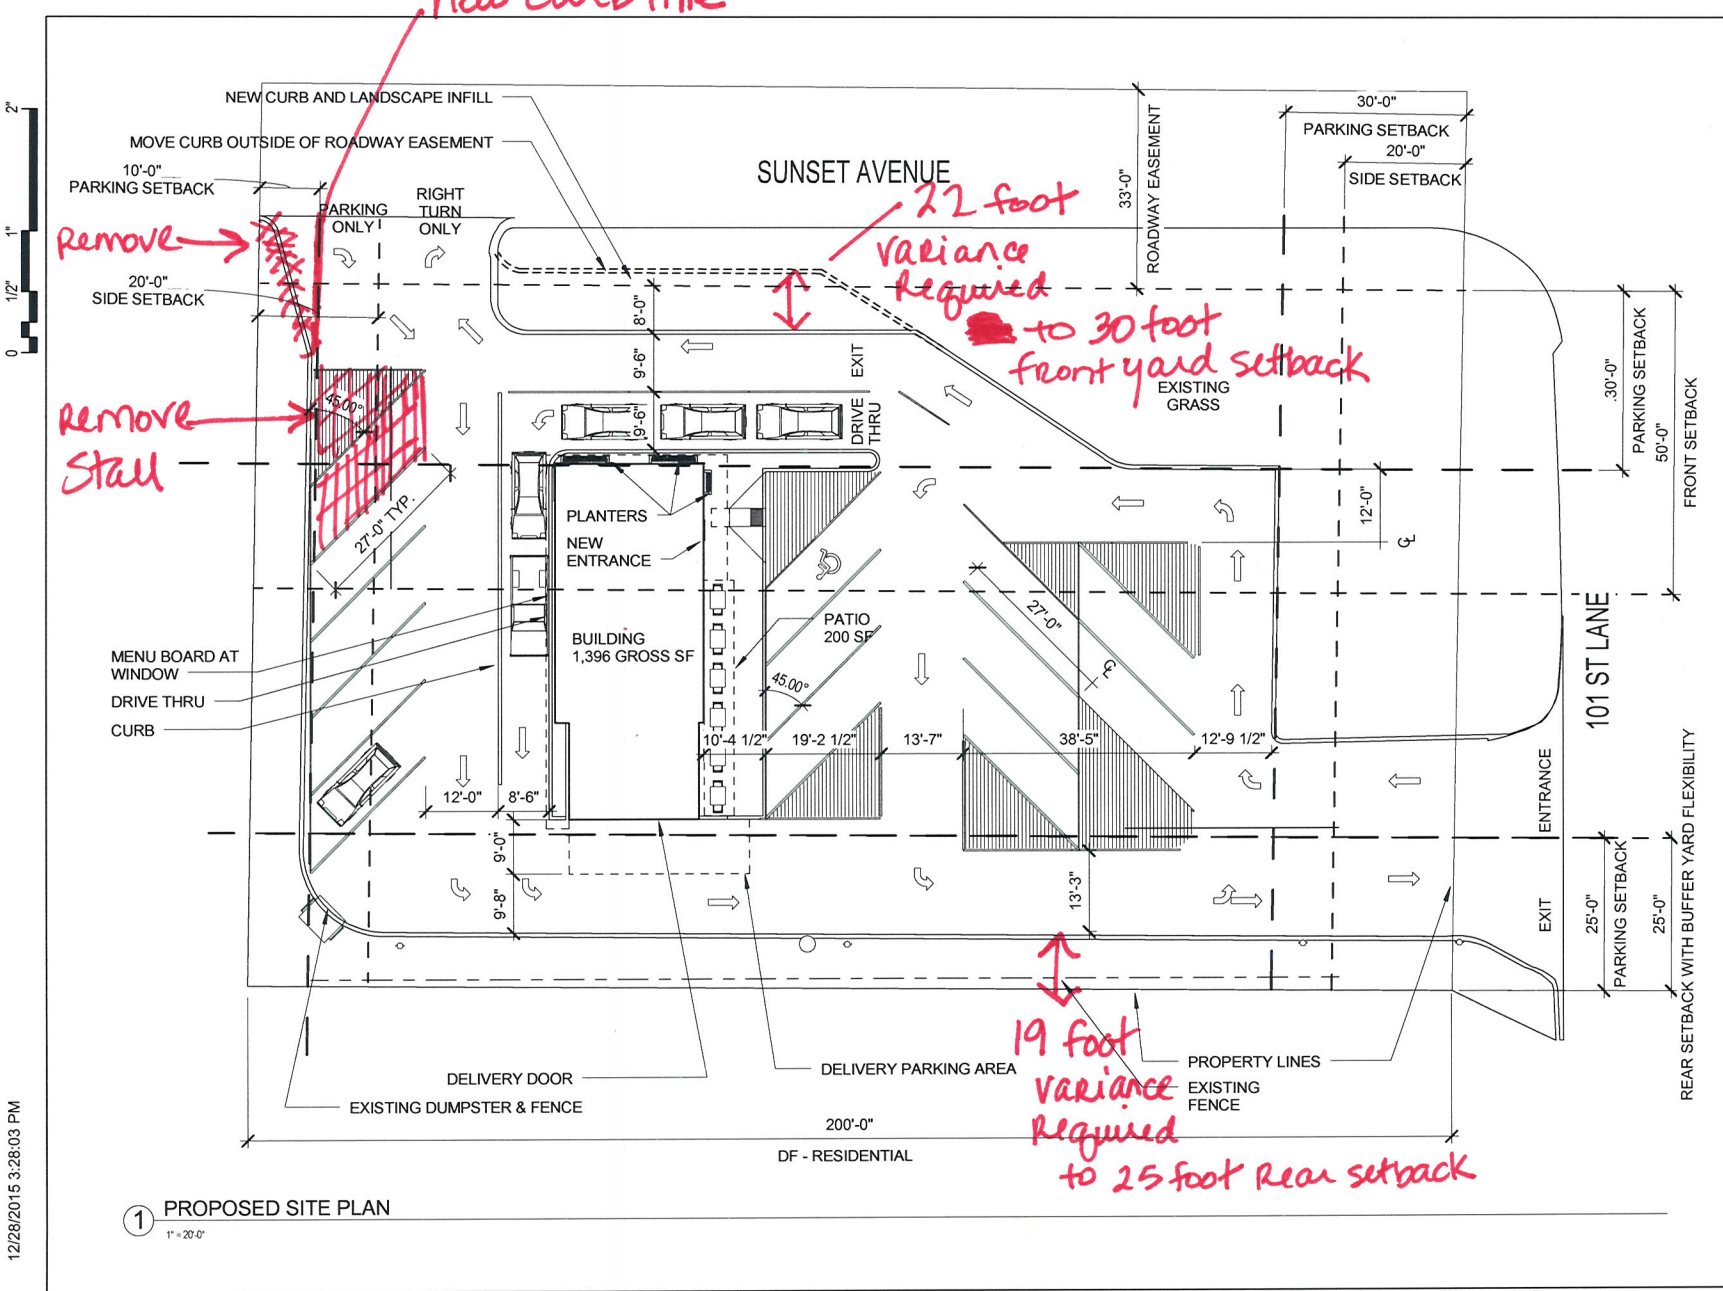 new curb line
NEW CURB AND LANDSCAPE INFILL
MOVE CURB OUTSIDE OF ROADWAY EASEMENT
10'-0"
PARKING SETBACK
SUNSET AVENUE
33'-0"
ROADWAY EASEMENT
30'-0"
PARKING SETBACK
20'-0"
SIDE SETBACK
2"
1"
1/2"
0
PARKING
ONLY
RIGHT
TURN
ONLY
Remove
20'-0"
SIDE SETBACK
22 foot
variance
Required
to 30 foot
front yard setback
8'-0"
9'-6"
9'-6"
EXIT
DRIVE
THRU
EXISTING
GRASS
30'-0"
PARKING SETBACK
50'-0"
FRONT SETBACK
45.00°
Remove
Stall
27'-0" TYP.
PLANTERS
NEW
ENTRANCE
12'-0"
CL
27'-0"
CL
PATIO
200 SF
BUILDING
1,396 GROSS SF
45.00°
MENU BOARD AT
WINDOW
DRIVE THRU
CURB
101 ST LANE
10'-4 1/2"
19'-2 1/2"
13'-7"
38'-5"
12'-9 1/2"
12'-0"
8'-6"
9'-0"
9'-8"
13'-3"
ENTRANCE
EXIT
25'-0"
PARKING SETBACK
25'-0"
REAR SETBACK WITH BUFFER YARD FLEXIBILITY
19 foot
variance
Required
to 25 foot Rear setback
DELIVERY DOOR
EXISTING DUMPSTER & FENCE
DELIVERY PARKING AREA
PROPERTY LINES
EXISTING
FENCE
200'-0"
DF - RESIDENTIAL
1 PROPOSED SITE PLAN
1" = 20'-0"
12/28/2015 3:28:03 PM